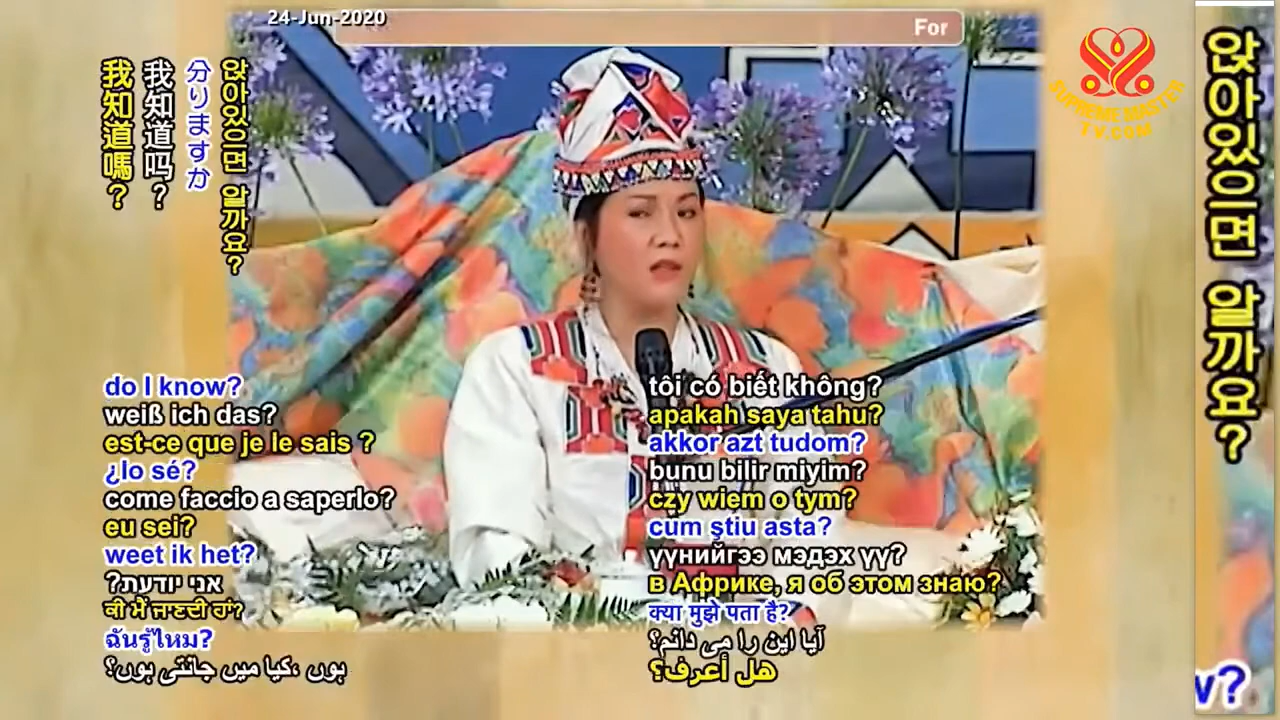 24-Jun-2020
For
SUPREME MASTER
TV.COM
앉아있으면 알까요?
分りますか
我知道吗？
我知道嗎？
do I know?
weiß ich das?
est-ce que je le sais ?
¿lo sé?
come faccio a saperlo?
eu sei?
weet ik het?
אני יודעת?
ਕੀ ਮੈਂ ਜਾਣਦੀ ਹਾਂ?
ฉันรู้ไหม?
ہوں ،کیا میں جانتی ہوں؟
tôi có biết không?
apakah saya tahu?
akkor azt tudom?
bunu bilir miyim?
czy wiem o tym?
cum ştiu asta?
үүнийгээ мэдэх үү?
в Африке, я об этом знаю?
क्या मुझे पता है?
آیا این را می دانم؟
هل أعرف؟
앉아있으면 알까요?
w?